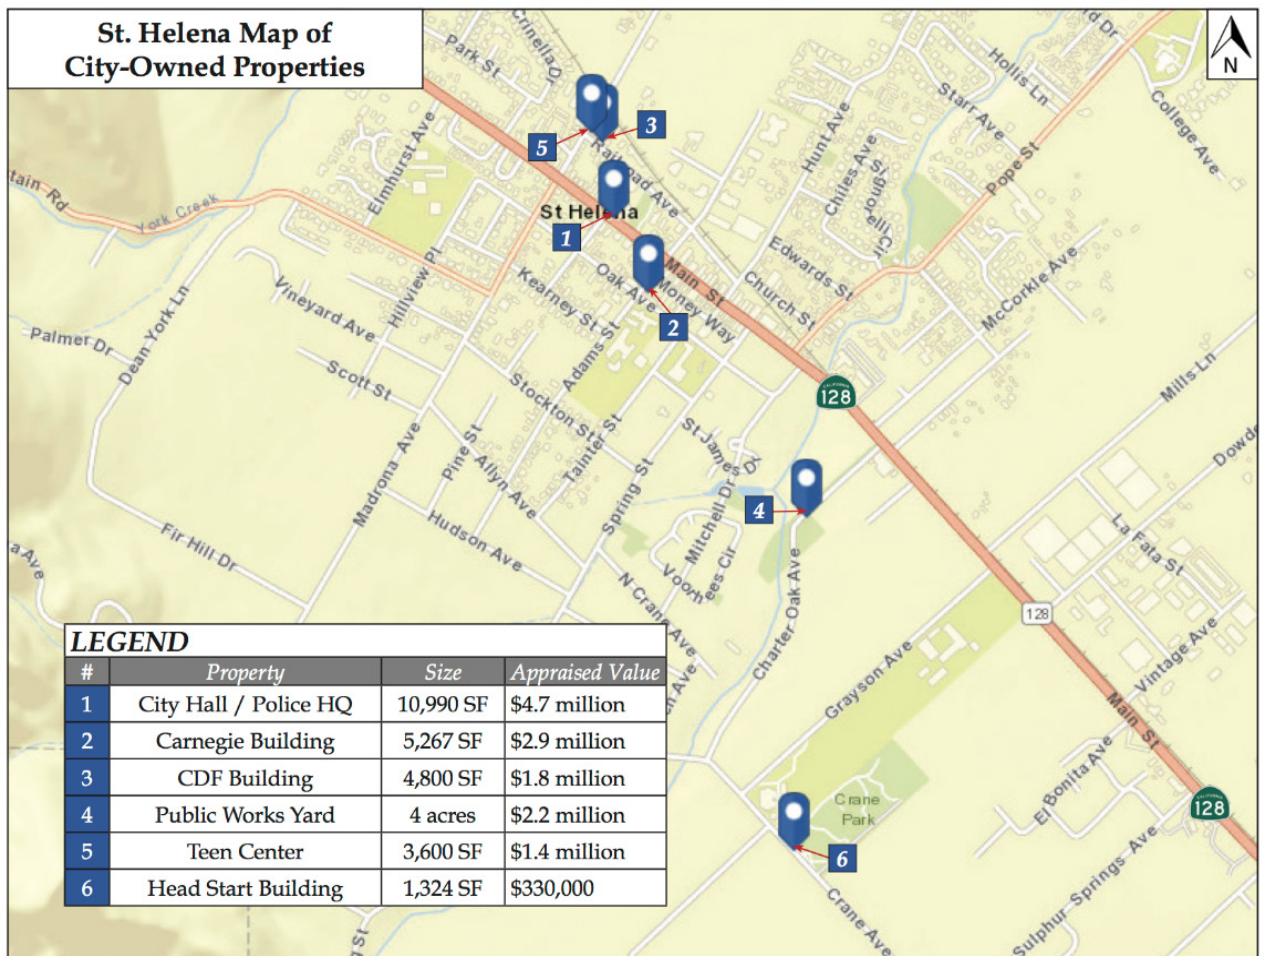 St. Helena Map of
City-Owned Properties
N
Crinella Dr
Park St
Hollis Ln
Starr Ave
College Ave
Elmhurst Ave
Hunt Ave
Chiles Ave
Pope St
tain Rd
York Creek
5
3
Railroad Ave
St Helena
1
Edwards St
McCorkle Ave
Hillview Pl
Kearney St
Oak Ave
Main St
Money Way
Church St
2
Vineyard Ave
Dean York Ln
Palmer Dr
Adams St
Scott St
Stockton St
CALIFORNIA
128
Mills Ln
Madrona Ave
Pine St
Allyn Ave
Tainter St
St James Dr
Spring St
Mitchell Dr
4
Hudson Ave
Fir Hill Dr
a Ave
Voorhees Cir
N Crane Ave
Charter Oak Ave
La Fata St
128
Vintage Ave
Grayson Ave
Main St
El Bonita Ave
CALIFORNIA
128
Crane
Park
6
Crane Ave
Sulphur Springs Ave
LEGEND
# Property Size Appraised Value
1 City Hall / Police HQ 10,990 SF $4.7 million
2 Carnegie Building 5,267 SF $2.9 million
3 CDF Building 4,800 SF $1.8 million
4 Public Works Yard 4 acres $2.2 million
5 Teen Center 3,600 SF $1.4 million
6 Head Start Building 1,324 SF $330,000